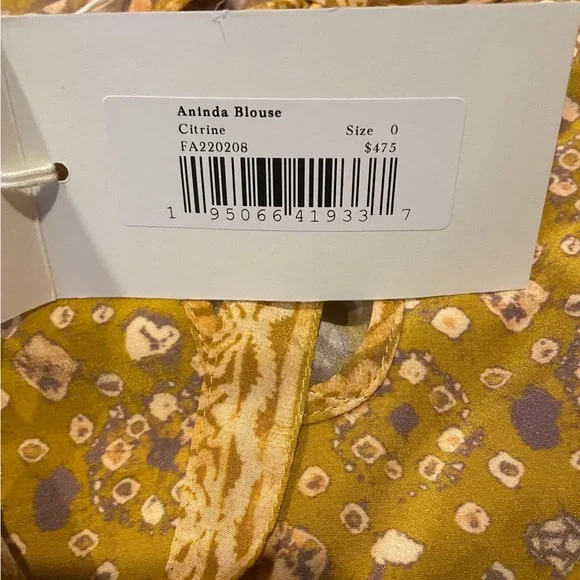 Aninda Blouse
Citrine Size 0
FA220208 $475
1 95066 41933 7